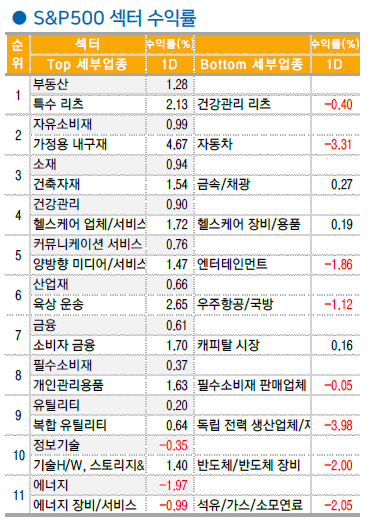 ● S&P500 섹터 수익률
순위 섹터 수익률(%) 수익률(%)
Top 세부업종 1D Bottom 세부업종 1D
1 부동산 1.28
특수 리츠 2.13 건강관리 리츠 -0.40
2 자유소비재 0.99
가정용 내구재 4.67 자동차 -3.31
3 소재 0.94
건축자재 1.54 금속/채광 0.27
4 건강관리 0.90
헬스케어 업체/서비스 1.72 헬스케어 장비/용품 0.19
5 커뮤니케이션 서비스 0.76
양방향 미디어/서비스 1.47 엔터테인먼트 -1.86
6 산업재 0.66
육상 운송 2.65 우주항공/국방 -1.12
7 금융 0.61
소비자 금융 1.70 캐피탈 시장 0.16
8 필수소비재 0.37
개인관리용품 1.63 필수소비재 판매업체 -0.05
9 유틸리티 0.20
복합 유틸리티 0.64 독립 전력 생산업체/ -3.98
10 정보기술 -0.35
기술H/W, 스토리지& 1.40 반도체/반도체 장비 -2.00
11 에너지 -1.97
에너지 장비/서비스 -0.99 석유/가스/소모연료 -2.05